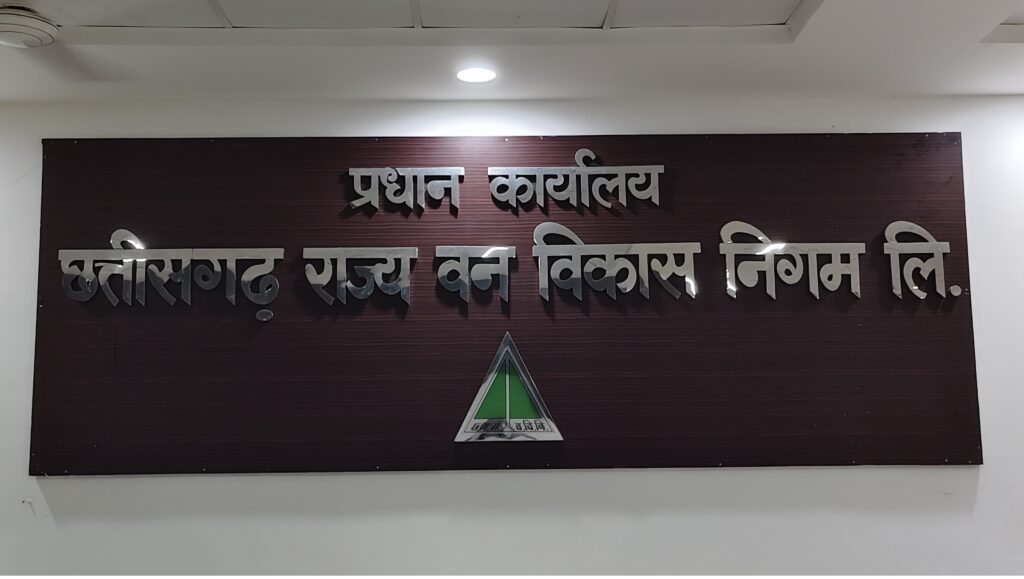 प्रधान कार्यालय
छत्तीसगढ़ राज्य वन विकास निगम लि.